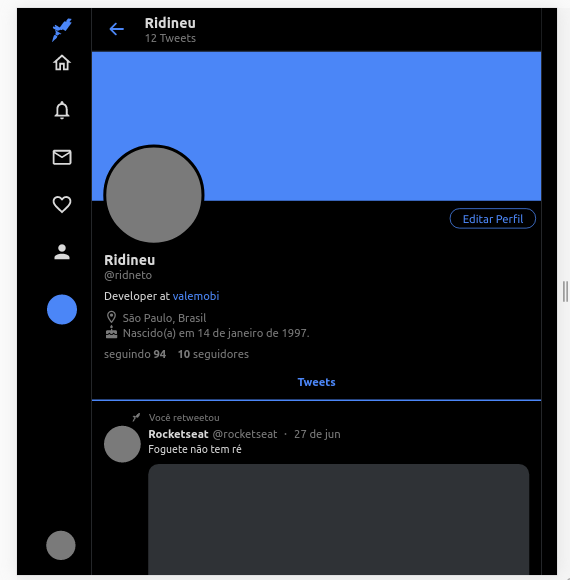 Ridineu
12 Tweets
Editar Perfil
Ridineu
@ridneto
Developer at valemobi
São Paulo, Brasil
Nascido(a) em 14 de janeiro de 1997.
seguindo 94 10 seguidores
Tweets
Você retweetou
Rocketseat @rocketseat · 27 de jun
Foguete não tem ré